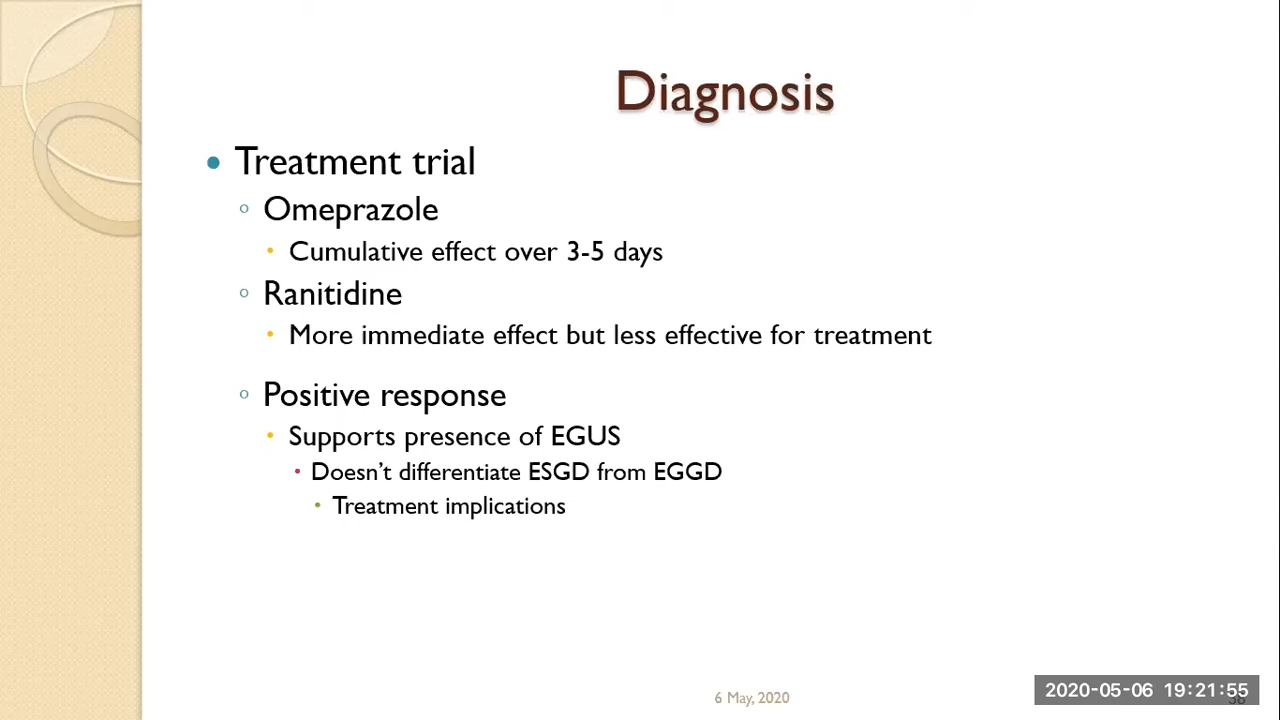 Diagnosis
• Treatment trial
◦ Omeprazole
• Cumulative effect over 3-5 days
◦ Ranitidine
• More immediate effect but less effective for treatment
◦ Positive response
• Supports presence of EGUS
• Doesn't differentiate ESGD from EGGD
• Treatment implications
6 May, 2020
2020-05-06 19:21:55